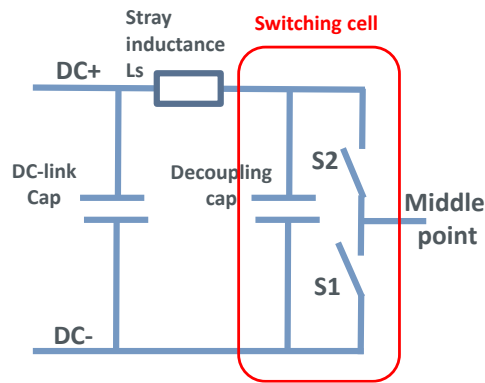 Switching cell
Stray
inductance
Ls
DC+
DC-link
Cap
Decoupling
cap
S2
Middle
point
S1
DC-